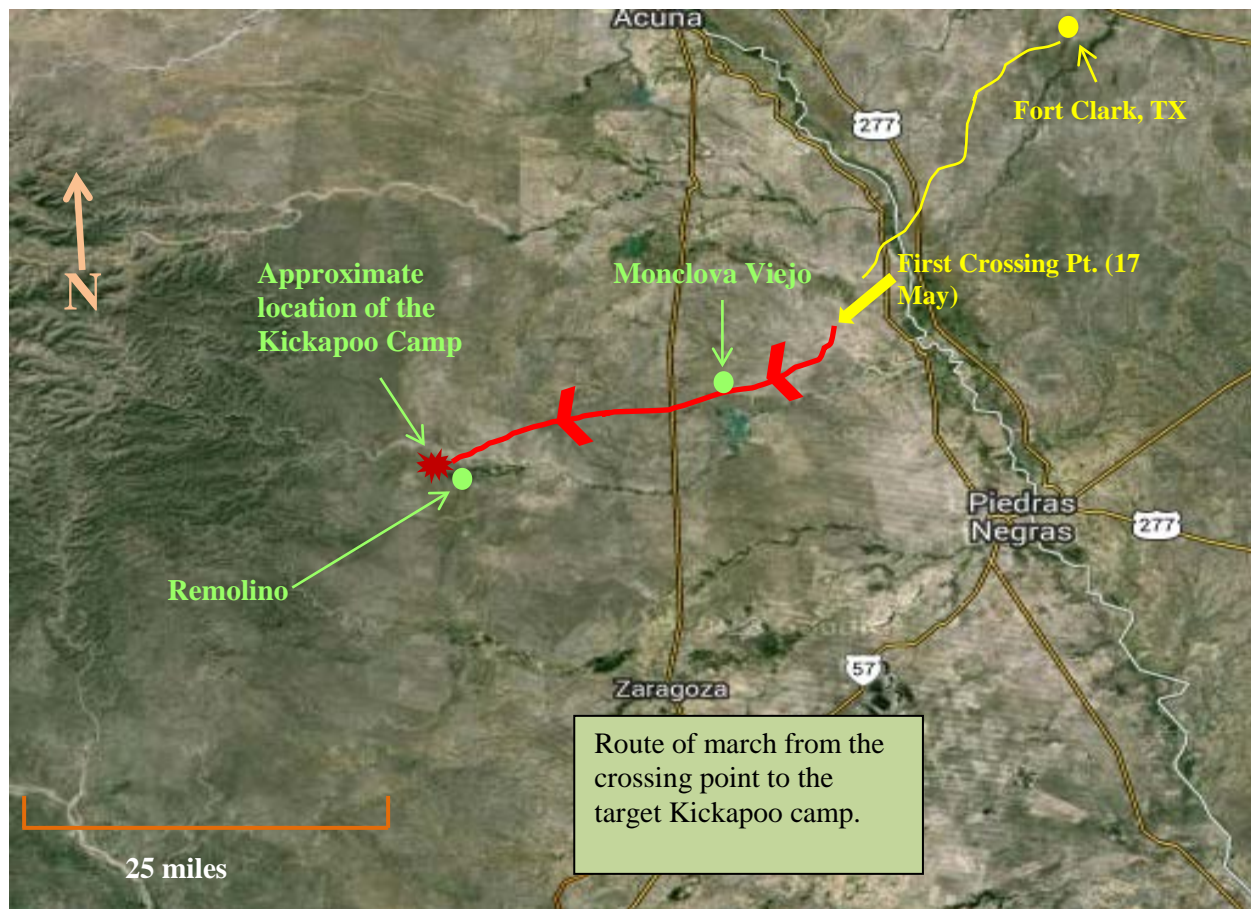 Acuna
Fort Clark, TX
277
First Crossing Pt. (17
May)
Monclova Viejo
Approximate
location of the
Kickapoo Camp
N
Piedras
Negras
277
Remolino
57
Zaragoza
Route of march from the
crossing point to the
target Kickapoo camp.
25 miles